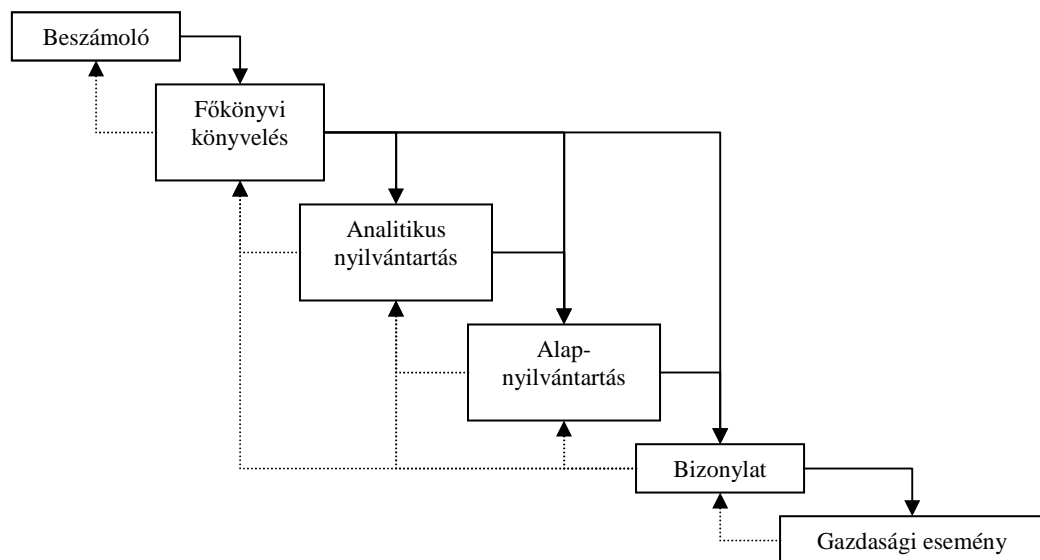 Beszámoló
Főkönyvi
könyvelés
Analitikus
nyilvántartás
Alap-
nyilvántartás
Bizonylat
Gazdasági esemény